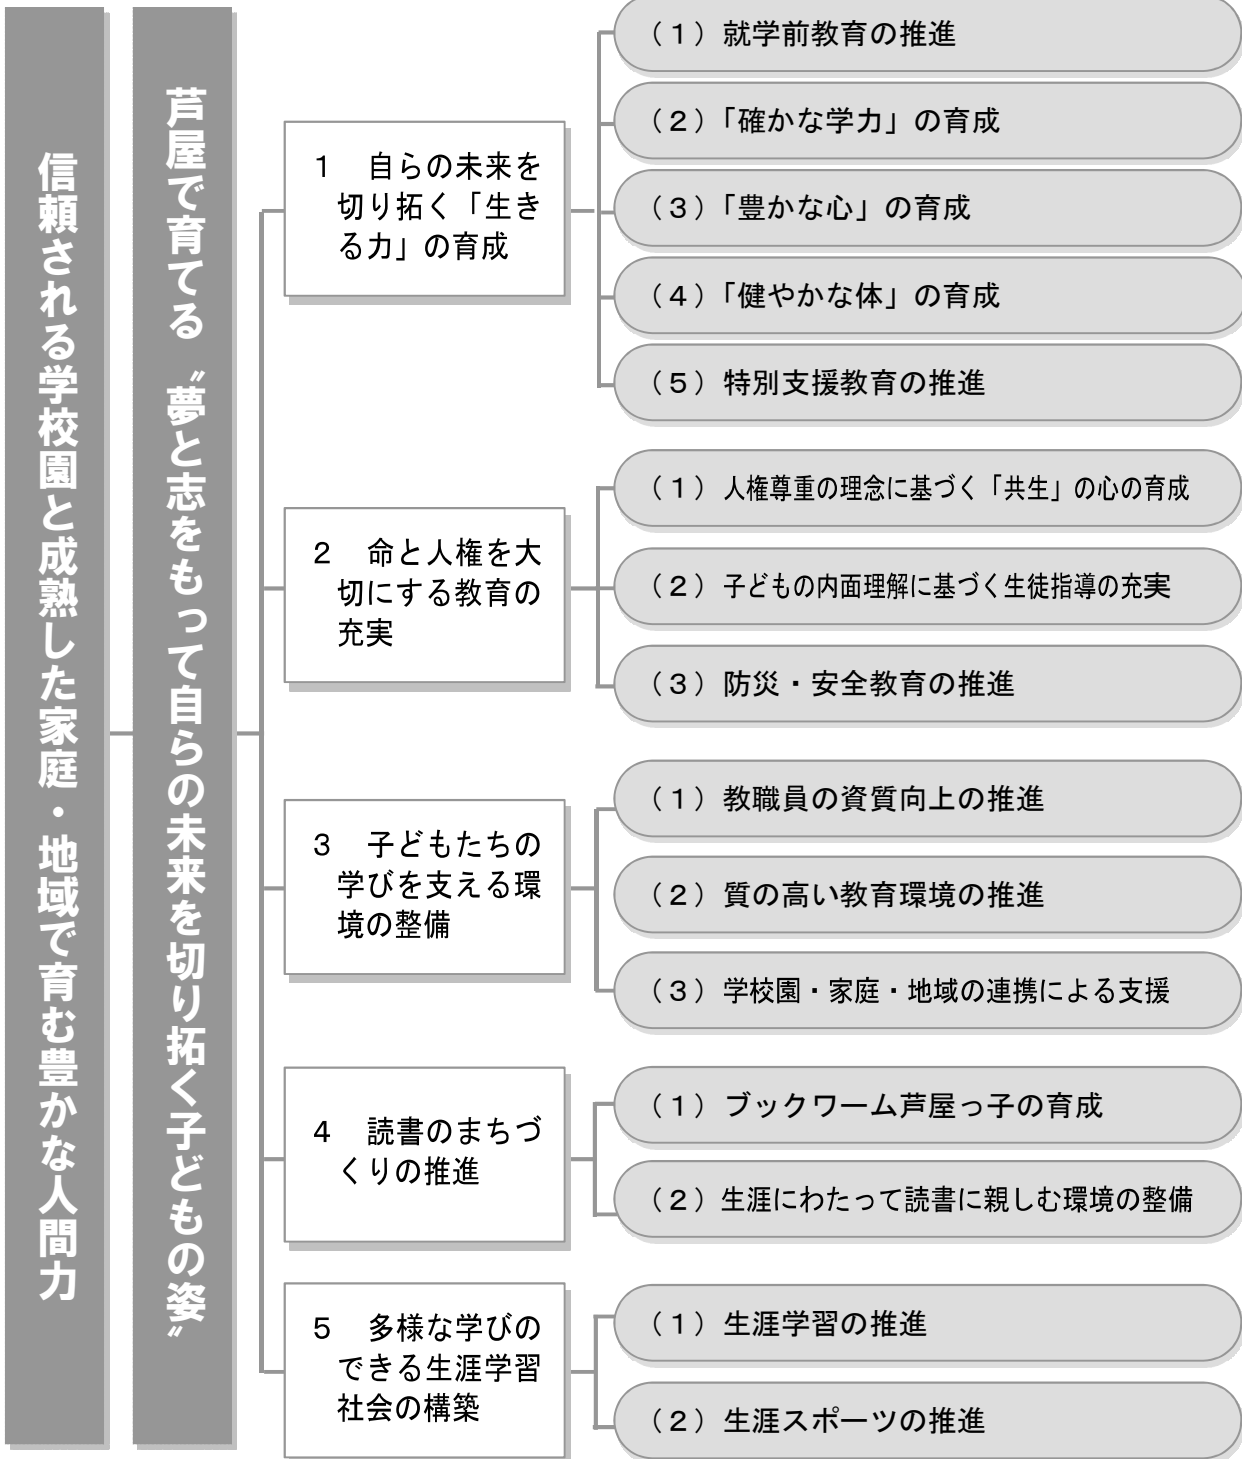 信頼される学校園と成熟した家庭・地域で育む豊かな人間力
芦屋で育てる〝夢と志をもって自らの未来を切り拓く子どもの姿〟
1　自らの未来を
切り拓く「生き
る力」の育成
（1）就学前教育の推進
（2）「確かな学力」の育成
（3）「豊かな心」の育成
（4）「健やかな体」の育成
（5）特別支援教育の推進
2　命と人権を大
切にする教育の
充実
（1）人権尊重の理念に基づく「共生」の心の育成
（2）子どもの内面理解に基づく生徒指導の充実
（3）防災・安全教育の推進
3　子どもたちの
学びを支える環
境の整備
（1）教職員の資質向上の推進
（2）質の高い教育環境の推進
（3）学校園・家庭・地域の連携による支援
4　読書のまちづ
くりの推進
（1）ブックワーム芦屋っ子の育成
（2）生涯にわたって読書に親しむ環境の整備
5　多様な学びの
できる生涯学習
社会の構築
（1）生涯学習の推進
（2）生涯スポーツの推進